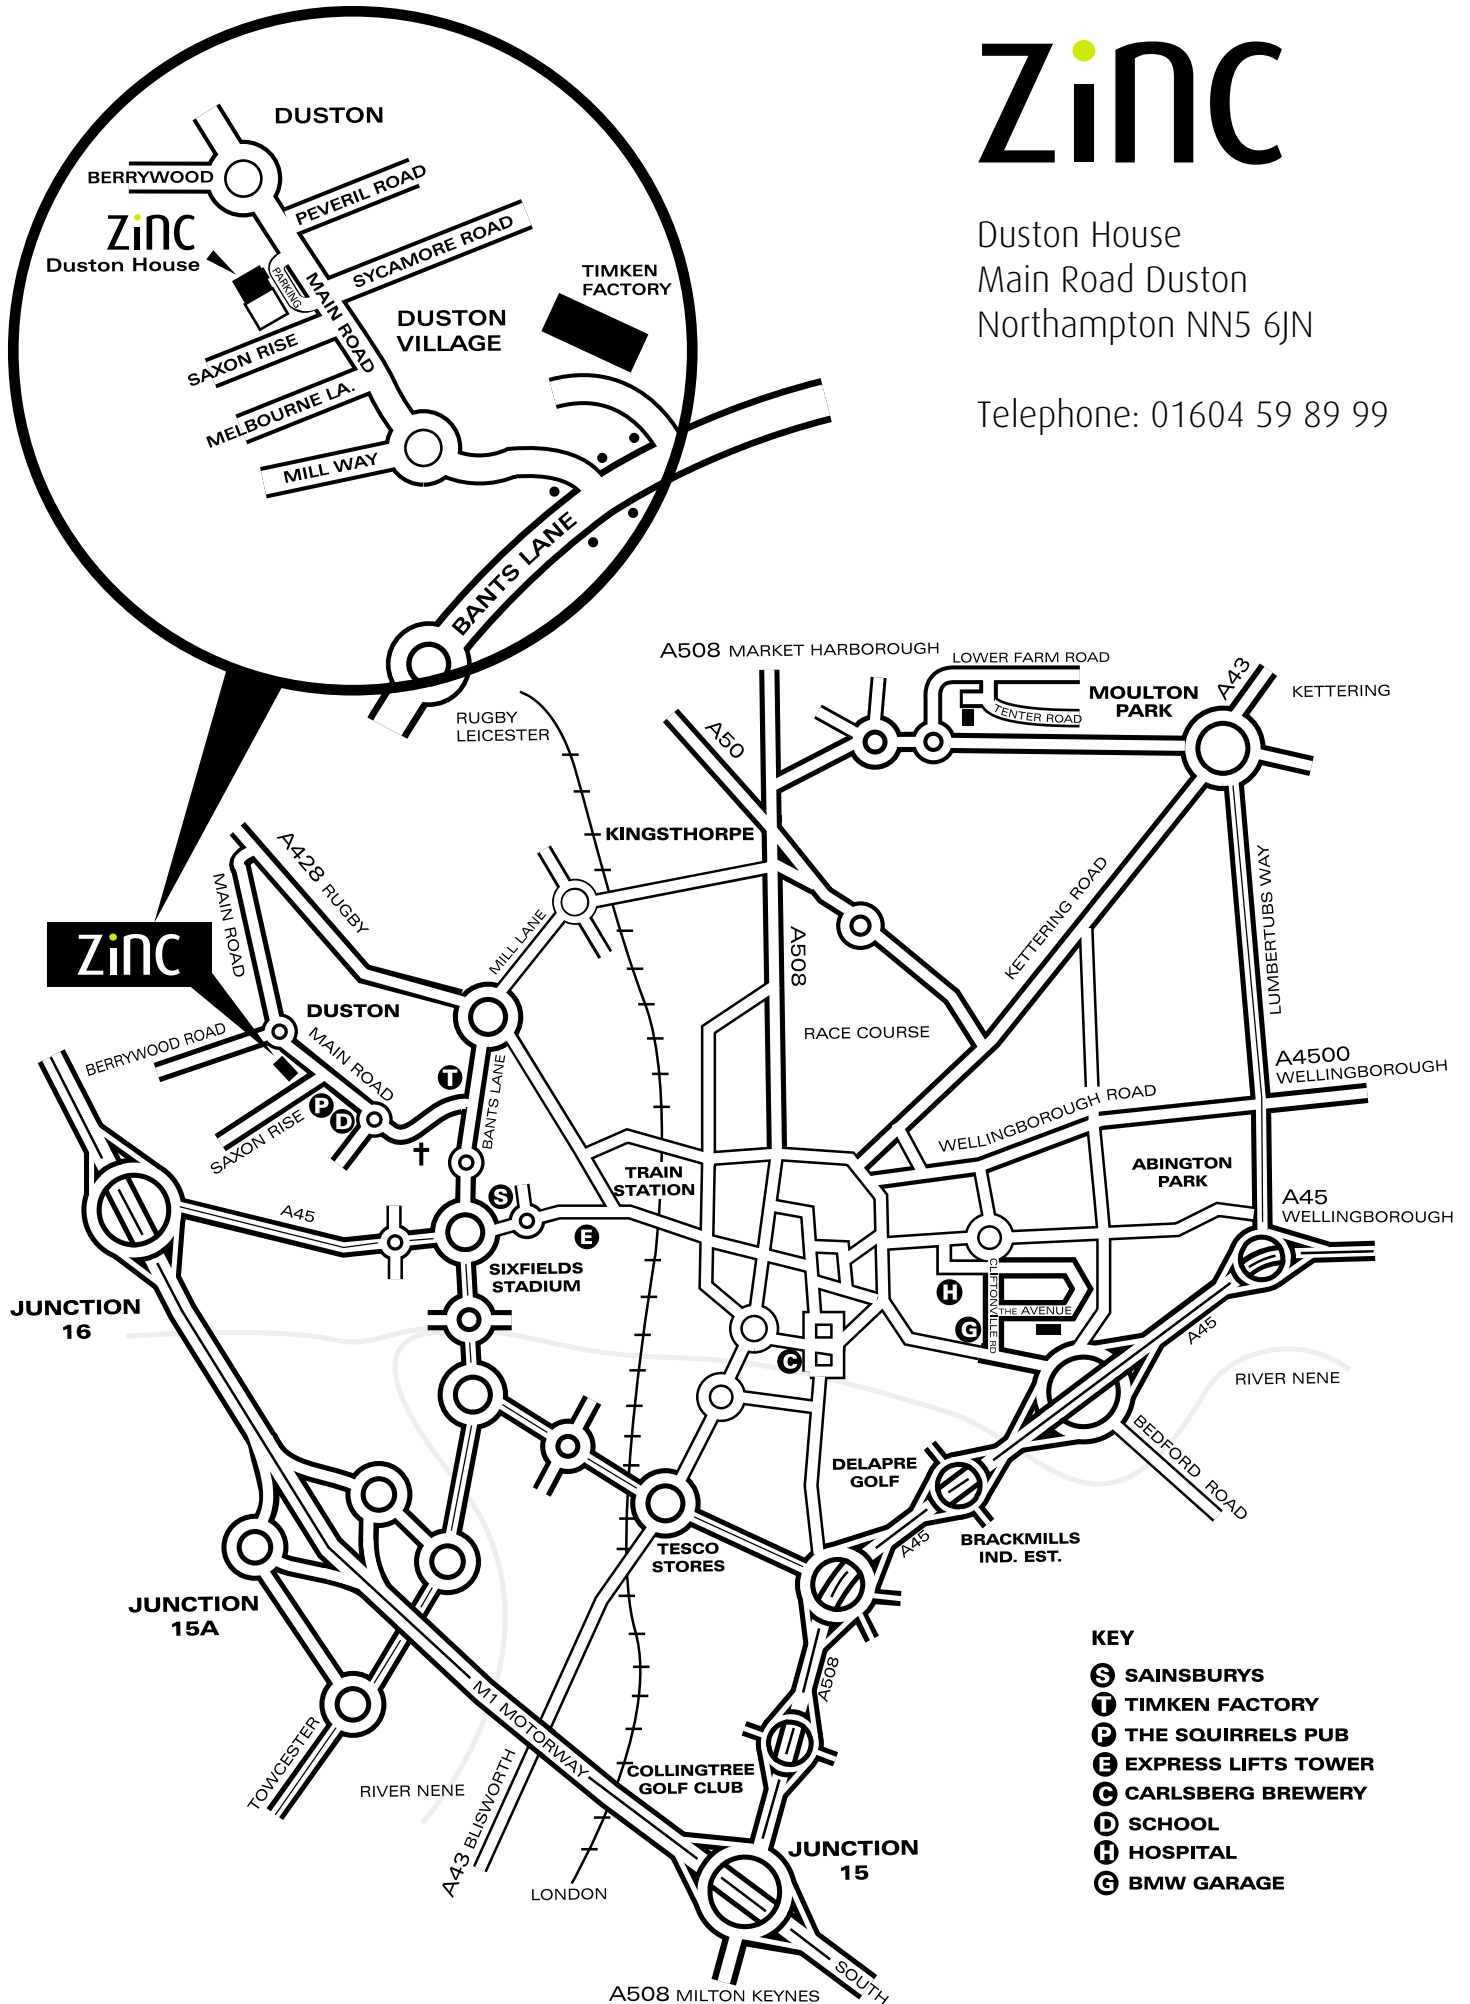 ZiNC
Duston House
Main Road Duston
Northampton NN5 6JN
Telephone: 01604 59 89 99
DUSTON
BERRYWOOD
PEVERIL ROAD
ZiNC
Duston House
SYCAMORE ROAD
PARKING
MAIN ROAD
TIMKEN
FACTORY
DUSTON
VILLAGE
SAXON RISE
MELBOURNE LA.
MILL WAY
BANTS LANE
A508 MARKET HARBOROUGH
LOWER FARM ROAD
MOULTON
PARK
TENTER ROAD
A43
KETTERING
RUGBY
LEICESTER
A50
KINGSTHORPE
A428 RUGBY
MAIN ROAD
MILL LANE
KETTERING ROAD
LUMBERTUBS WAY
ZiNC
A508
DUSTON
RACE COURSE
BERRYWOOD ROAD
MAIN ROAD
T
BANTS LANE
A4500
WELLINGBOROUGH
P
D
SAXON RISE
WELLINGBOROUGH ROAD
TRAIN
STATION
ABINGTON
PARK
S
A45
E
A45
WELLINGBOROUGH
SIXFIELDS
STADIUM
JUNCTION
16
H
CLIFTONVILLE RD
THE AVENUE
G
A45
C
RIVER NENE
BEDFORD ROAD
DELAPRE
GOLF
A45
BRACKMILLS
IND. EST.
TESCO
STORES
JUNCTION
15A
A508
M1 MOTORWAY
TOWCESTER
RIVER NENE
A43 BLISWORTH
COLLINGTREE
GOLF CLUB
JUNCTION
15
LONDON
SOUTH
A508 MILTON KEYNES
KEY
S SAINSBURYS
T TIMKEN FACTORY
P THE SQUIRRELS PUB
E EXPRESS LIFTS TOWER
C CARLSBERG BREWERY
D SCHOOL
H HOSPITAL
G BMW GARAGE